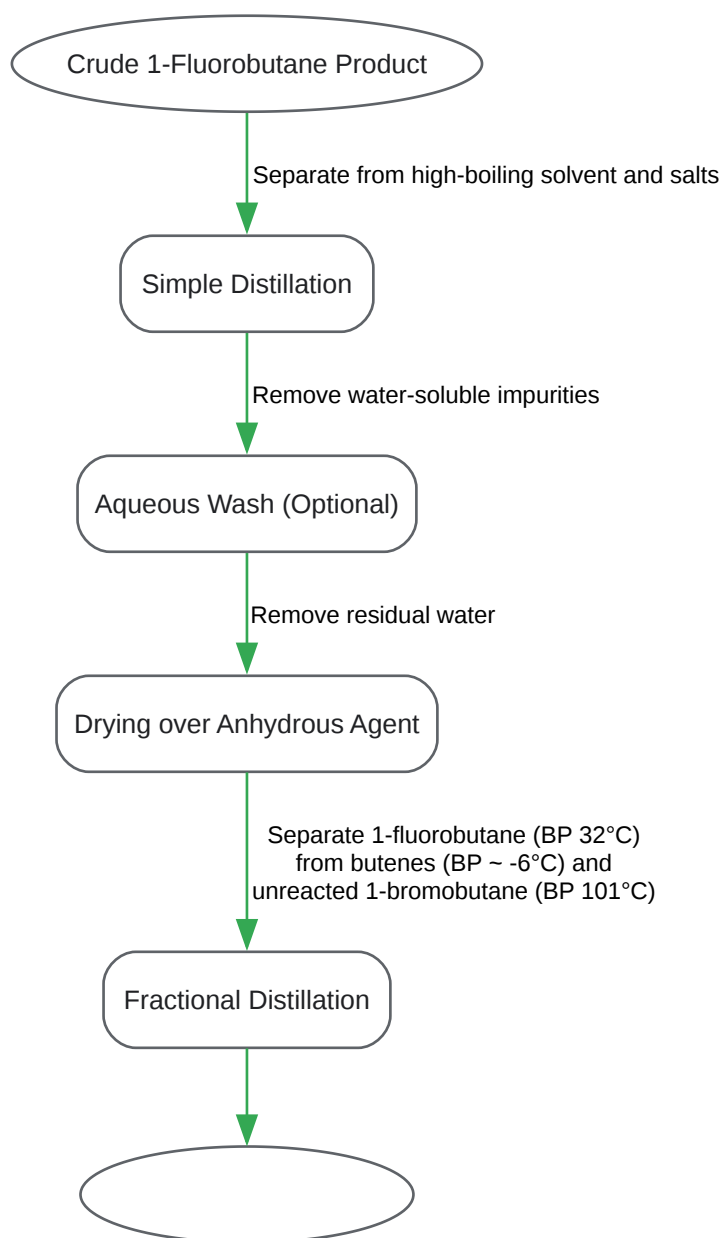 Crude 1-Fluorobutane Product
Separate from high-boiling solvent and salts
Simple Distillation
Remove water-soluble impurities
Aqueous Wash (Optional)
Remove residual water
Drying over Anhydrous Agent
Separate 1-fluorobutane (BP 32°C)
from butenes (BP ~ -6°C) and
unreacted 1-bromobutane (BP 101°C)
Fractional Distillation